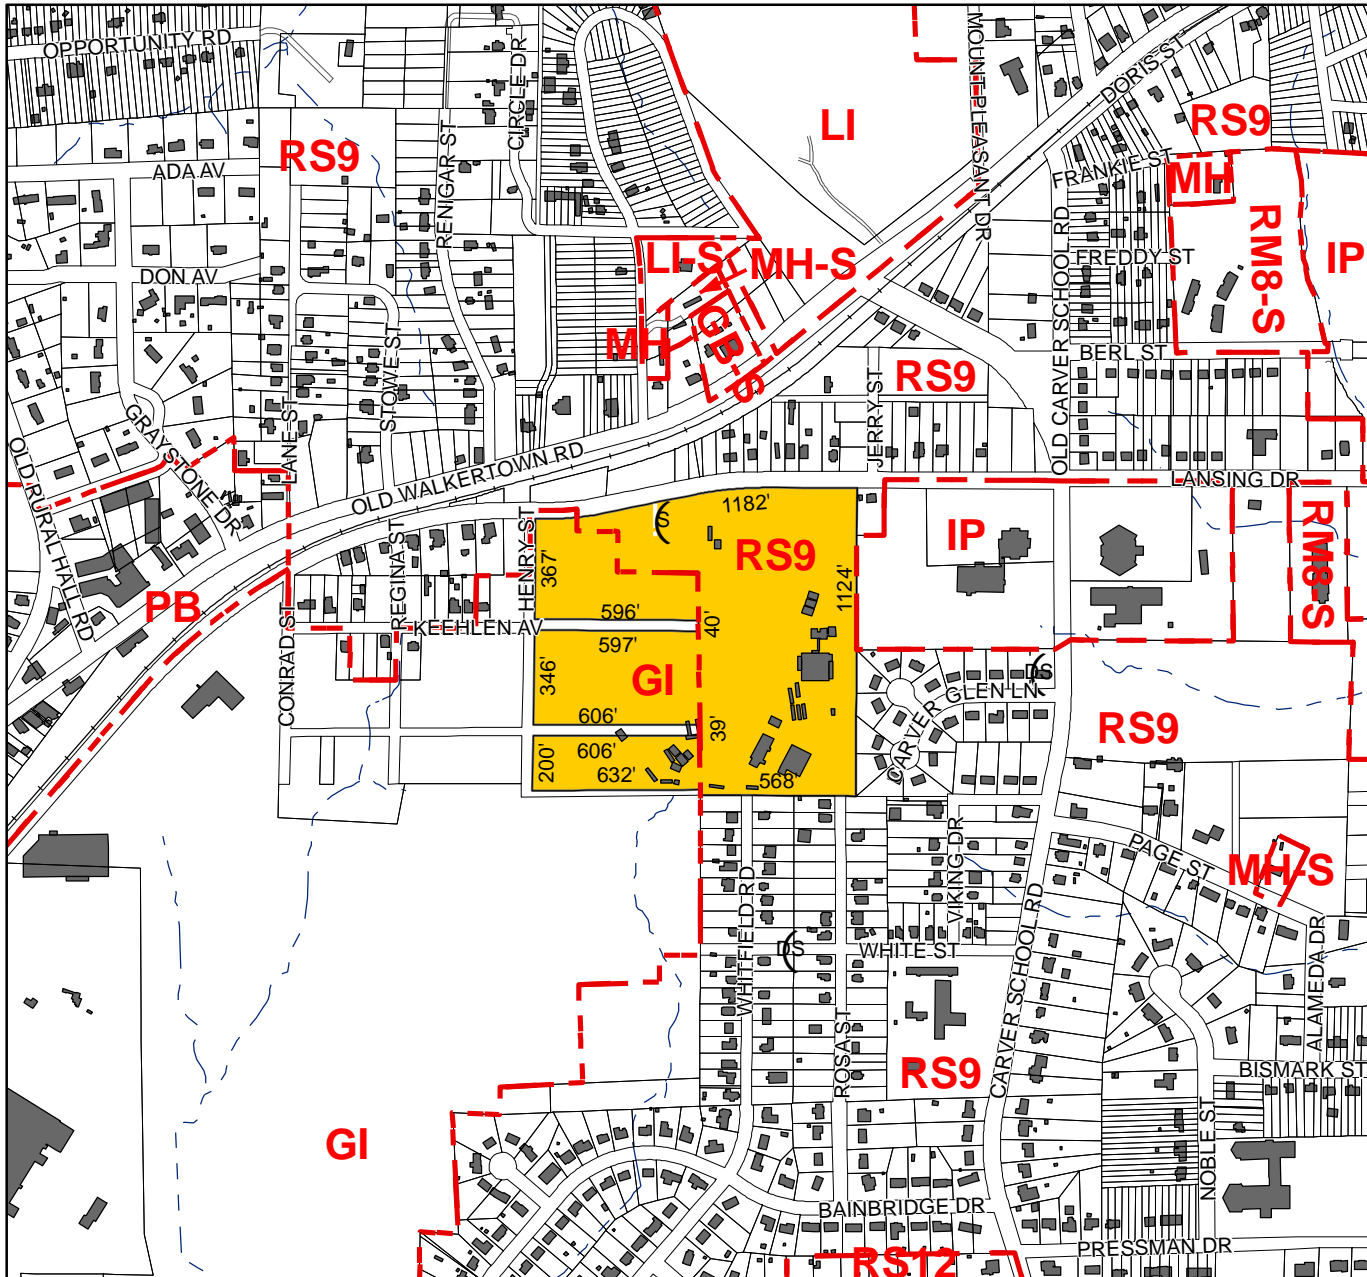 OPPORTUNITY RD
CIRCLE DR
MOUNT PLEASANT DR
DORIS ST
LI
RS9
RS9
RENIGAR ST
ADA AV
FRANKIE ST
MH
OLD CARVER SCHOOL RD
RM8-S
IP
FREDDY ST
DON AV
LI-S
MH-S
MH
GB-S
STOWE ST
BERL ST
JERRY ST
RS9
GRAYSTONE DR
LANE ST
OLD RURAL HALL RD
OLD WALKERTOWN RD
LANSING DR
1182'
S
HENRY ST
REGINA ST
367'
RS9
IP
RM8-S
1124'
PB
CONRAD ST
KEEHLEN AV
596'
40'
597'
346'
GI
DS
CARVER GLEN LN
606'
39'
RS9
200'
606'
632'
568'
VIKING DR
PAGE ST
MH-S
WHITFIELD RD
CARVER SCHOOL RD
ALAMEDA DR
DS
WHITE ST
ROSA ST
RS9
BISMARK ST
GI
NOBLE ST
BAINBRIDGE DR
PRESSMAN DR
RS12